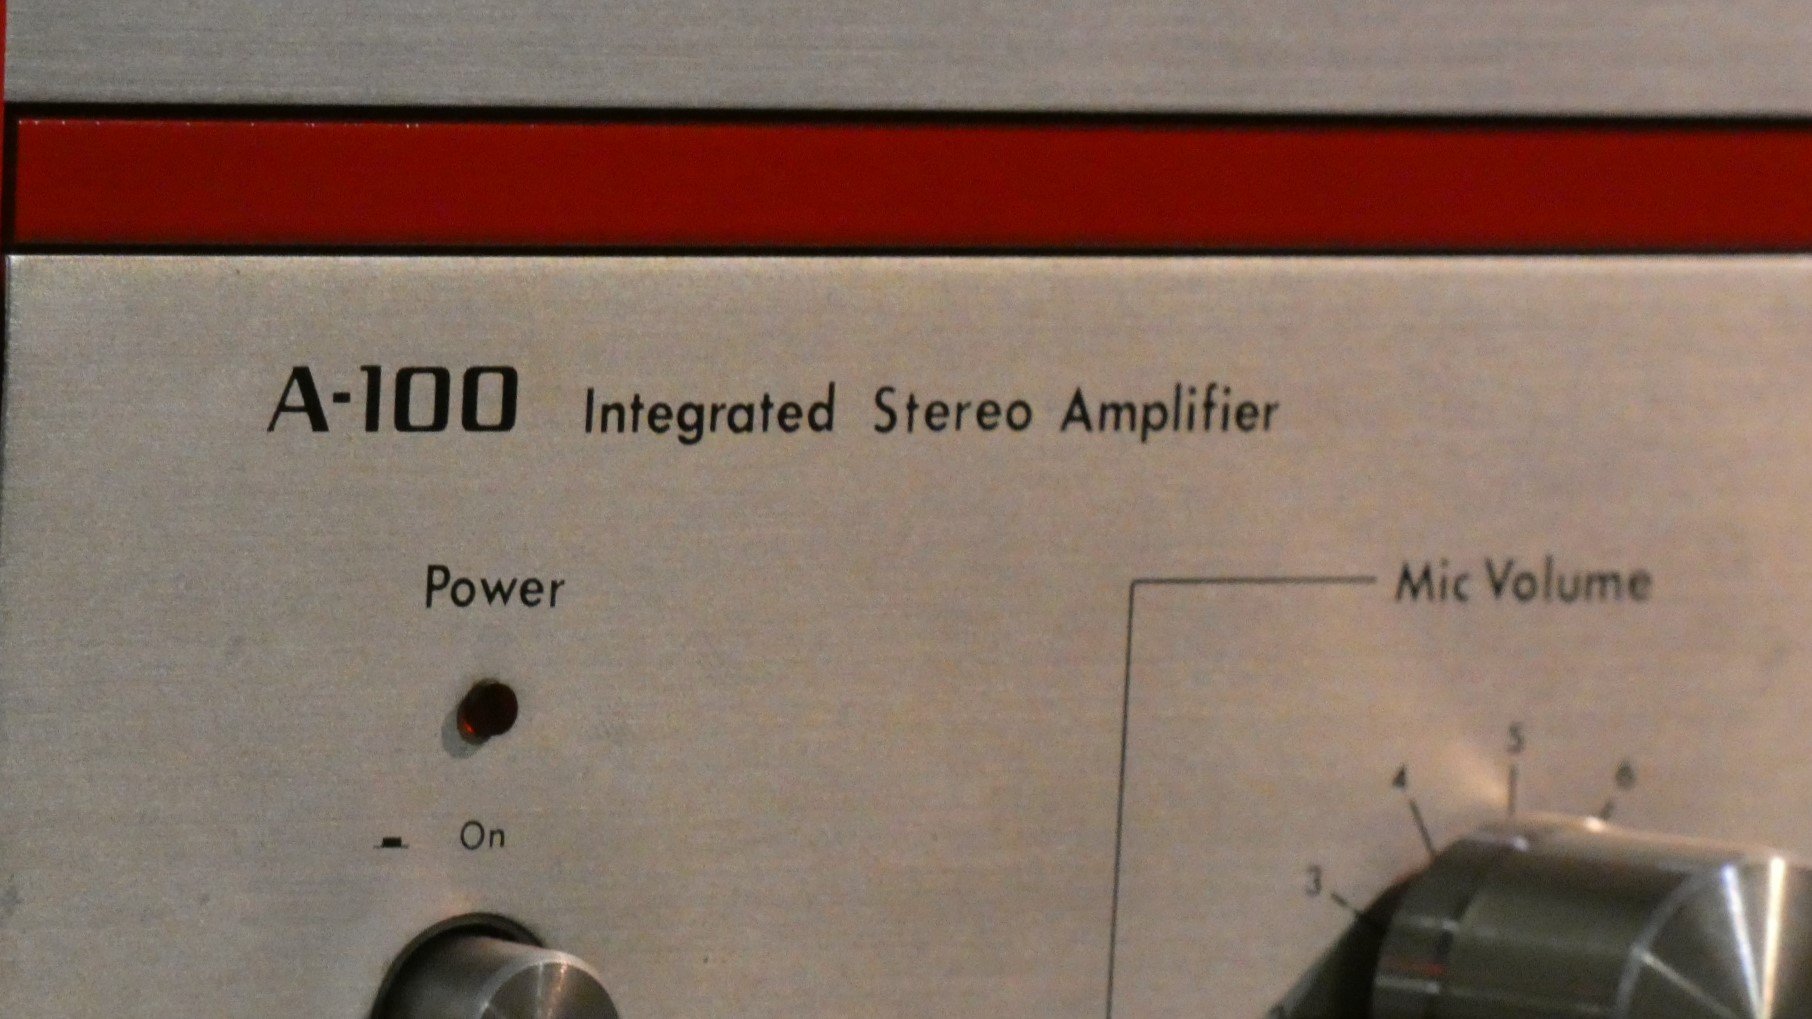 A-100 Integrated Stereo Amplifier
Power
Mic Volume
5
4
6
3
On